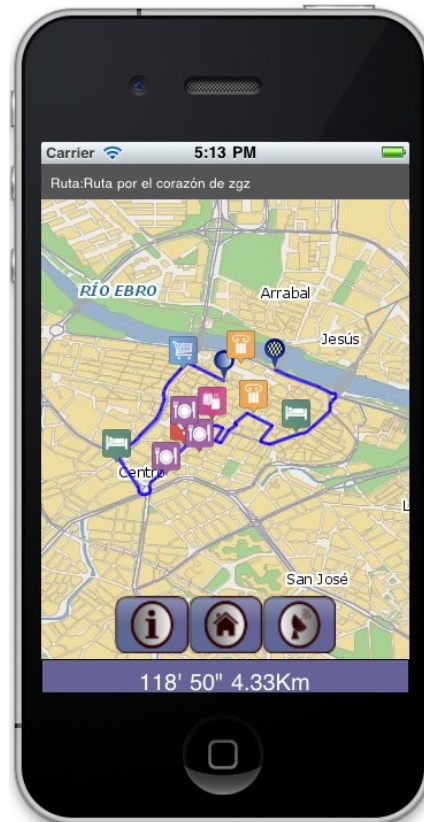 Carrier 5:13 PM
Ruta:Ruta por el corazón de zgz
RÍO EBRO
Arrabal
Jesús
Centro
San José
118' 50" 4.33Km